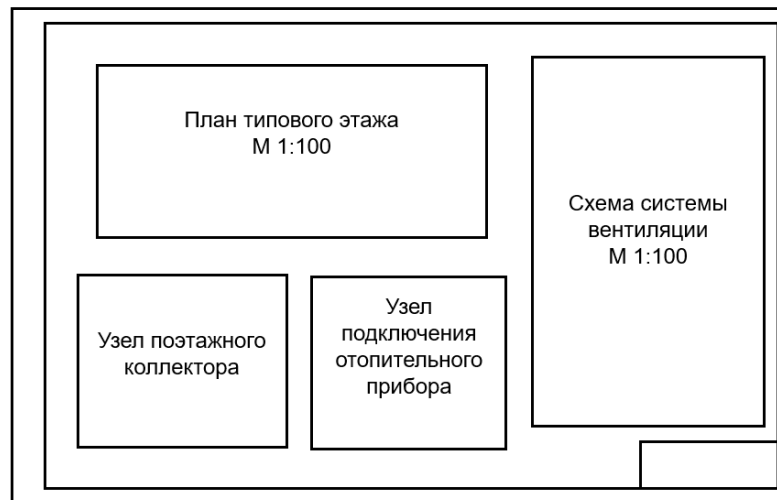 План типового этажа
М 1:100
Схема системы
вентиляции
М 1:100
Узел поэтажного
коллектора
Узел
подключения
отопительного
прибора